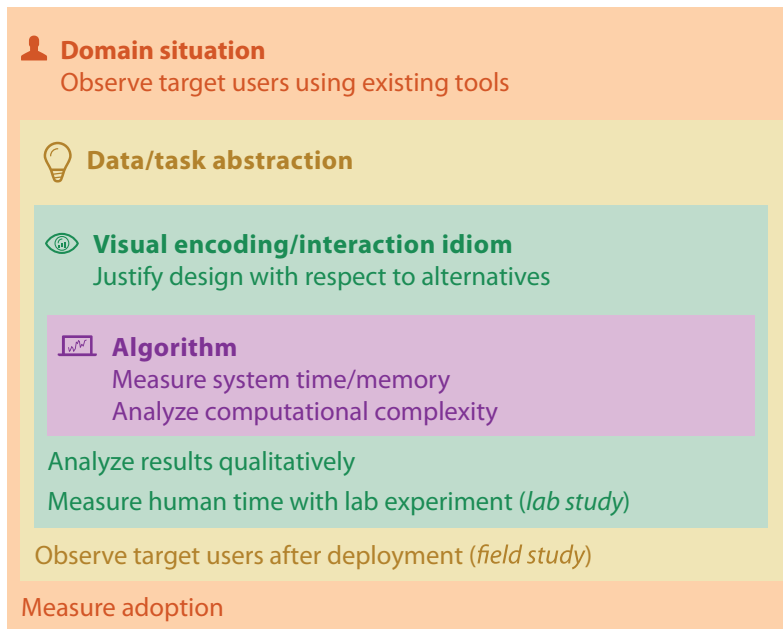 Domain situation
Observe target users using existing tools
Data/task abstraction
Visual encoding/interaction idiom
Justify design with respect to alternatives
Algorithm
Measure system time/memory
Analyze computational complexity
Analyze results qualitatively
Measure human time with lab experiment (lab study)
Observe target users after deployment (field study)
Measure adoption